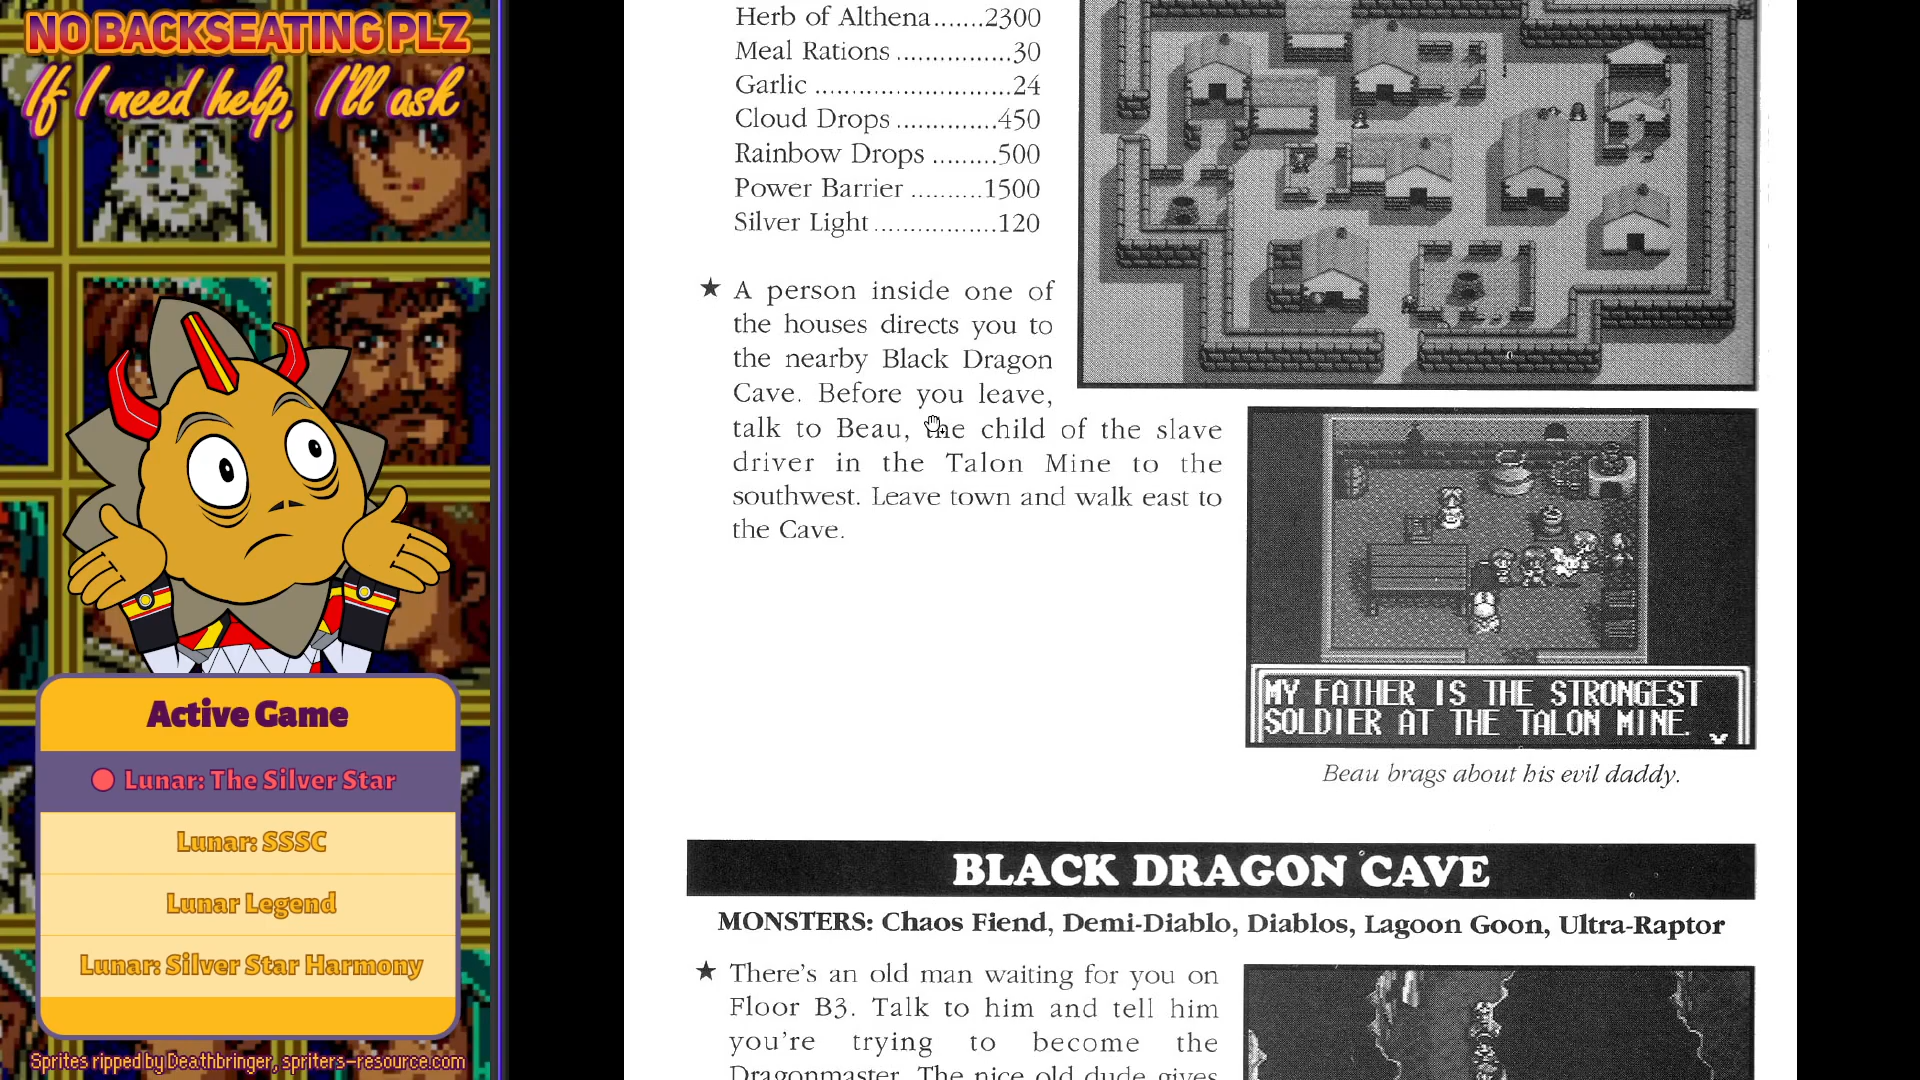 NO BACKSEATING PLZ
If I need help, I'll ask
Active Game
Lunar: The Silver Star
Lunar: SSSC
Lunar Legend
Lunar: Silver Star Harmony
Sprites ripped by Deathbringer, spriters-resource.com
Herb of Althena.......2300
Meal Rations ...............30
Garlic .........................24
Cloud Drops .............450
Rainbow Drops .........500
Power Barrier .........1500
Silver Light ................120
★ A person inside one of
the houses directs you to
the nearby Black Dragon
Cave. Before you leave,
talk to Beau, the child of the slave
driver in the Talon Mine to the
southwest. Leave town and walk east to
the Cave.
MY FATHER IS THE STRONGEST
SOLDIER AT THE TALON MINE.
Beau brags about his evil daddy.
BLACK DRAGON CAVE
MONSTERS: Chaos Fiend, Demi-Diablo, Diablos, Lagoon Goon, Ultra-Raptor
★ There's an old man waiting for you on
Floor B3. Talk to him and tell him
you're trying to become the
Dragonmaster. The nice old dude gives